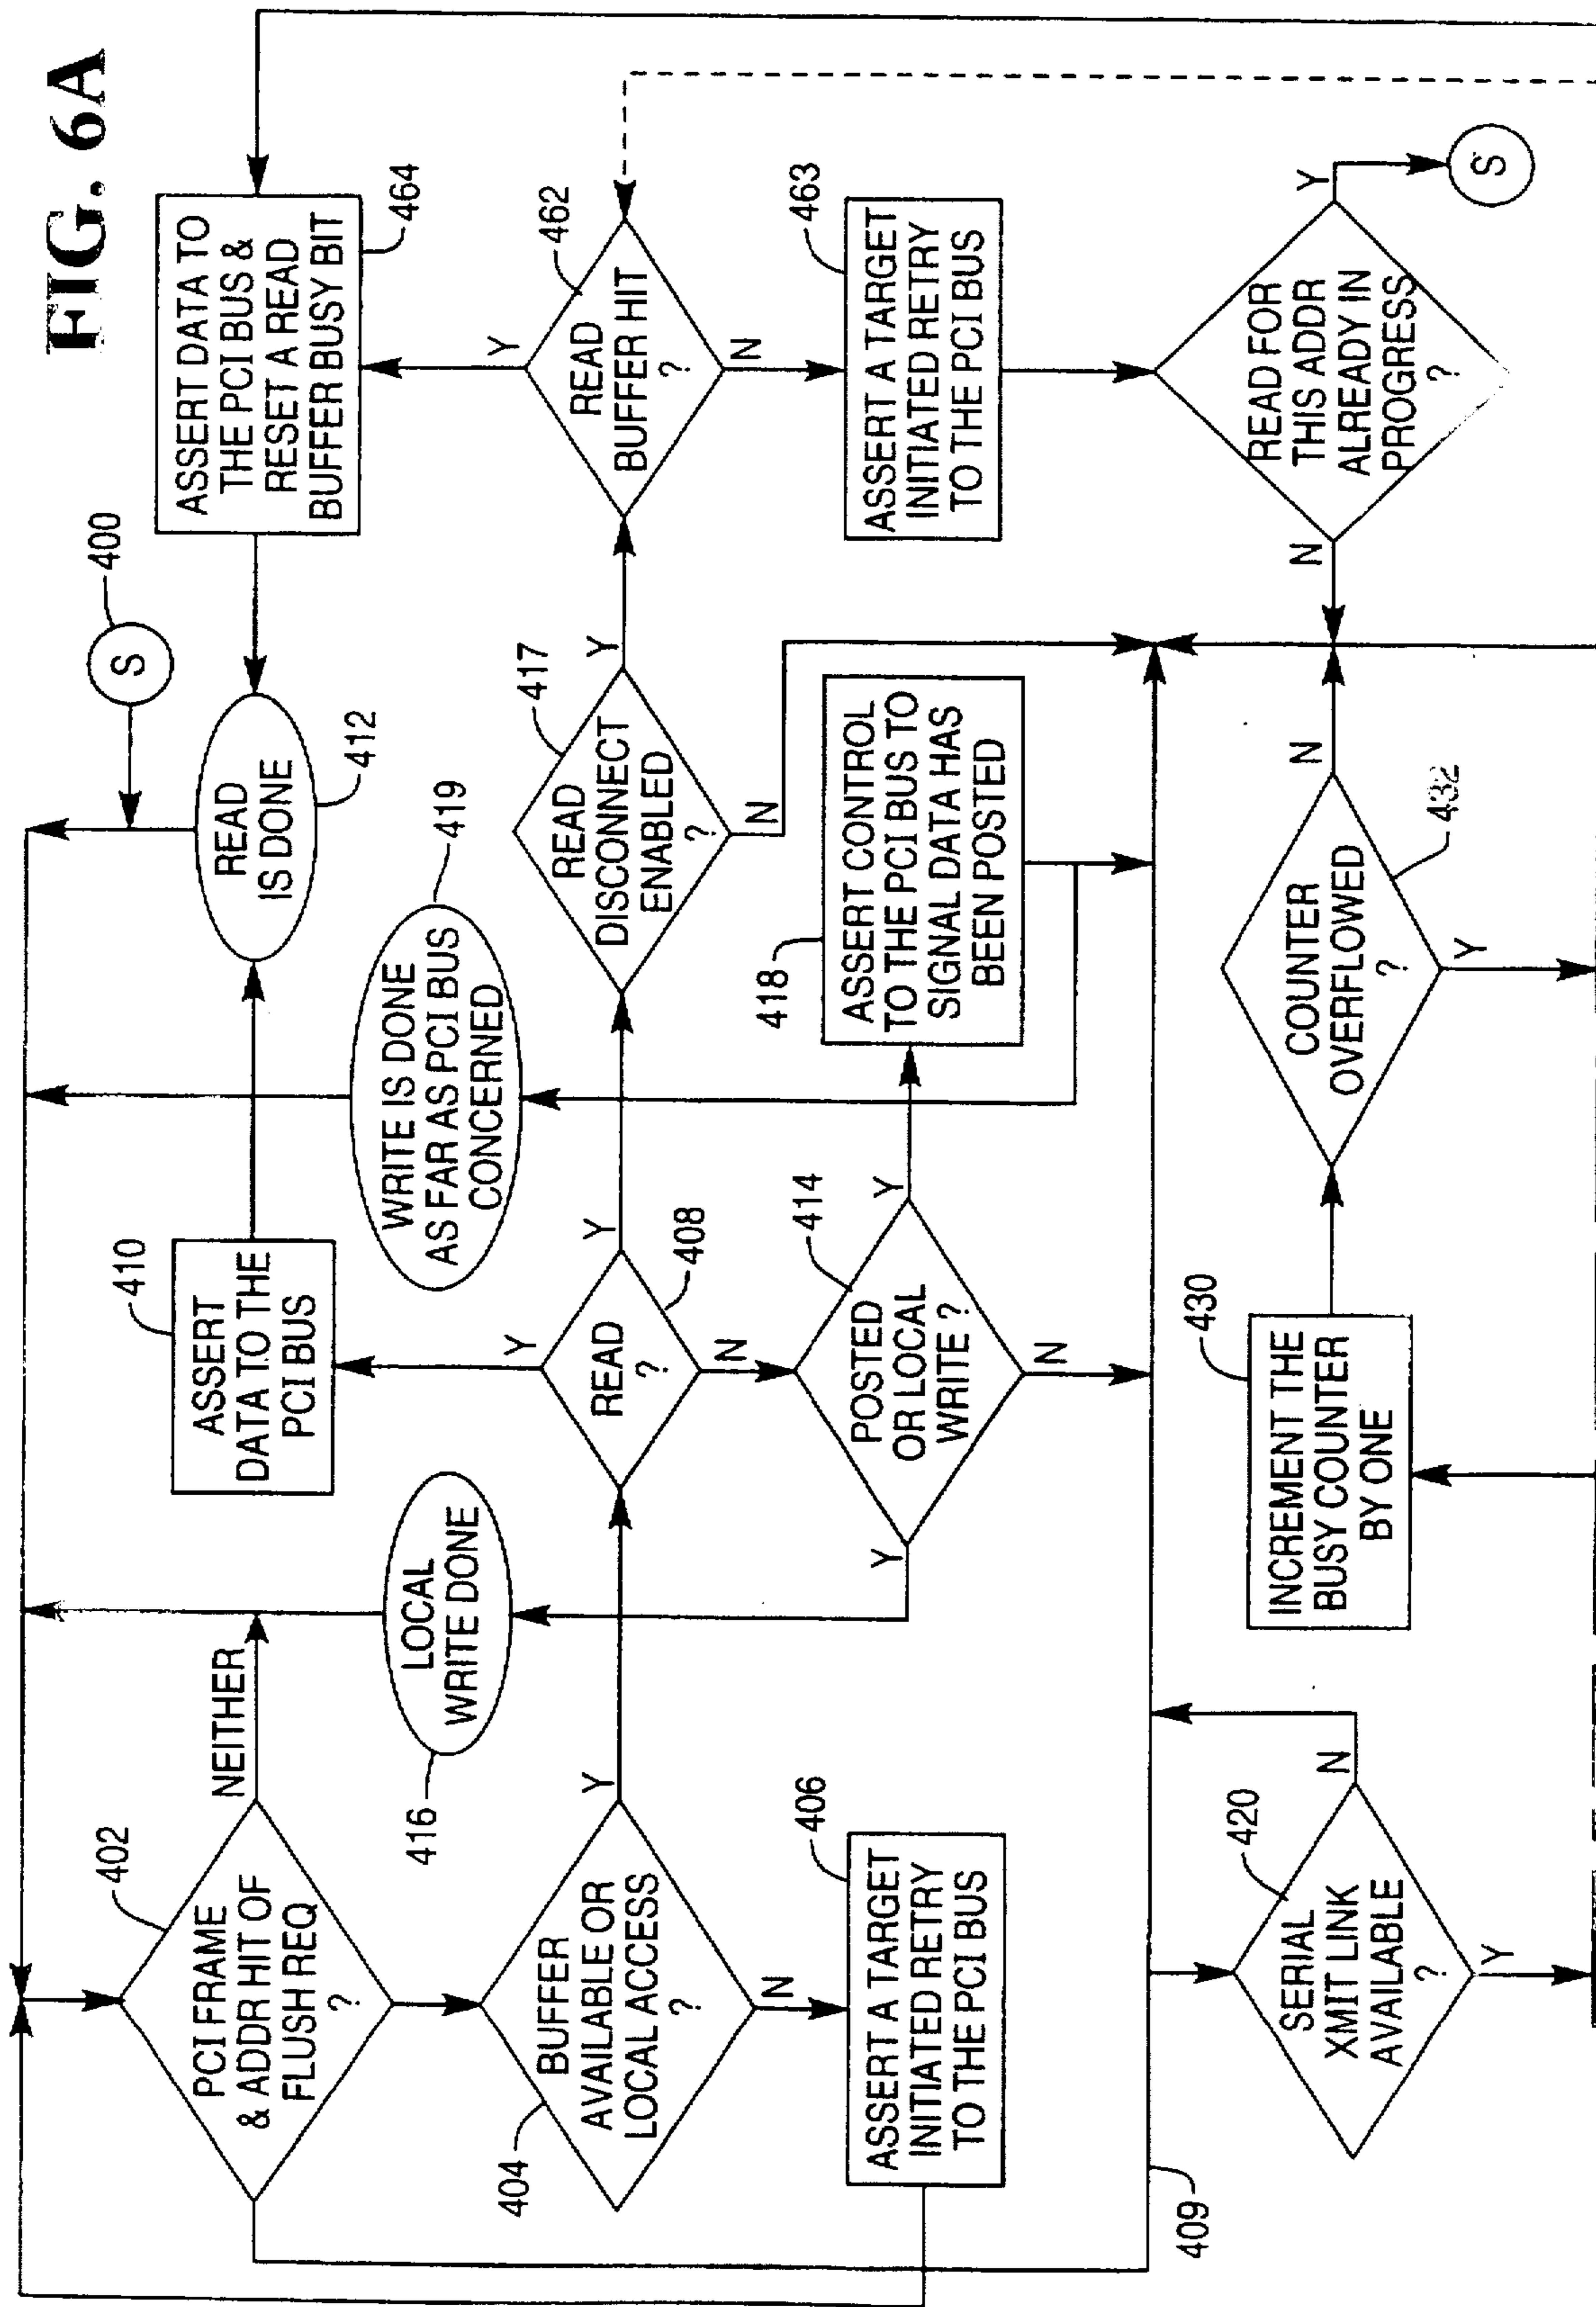 FIG. 6A
400
S
402
PCI FRAME
& ADDR HIT OF
FLUSH REQ
?
NEITHER
410
ASSERT
DATA TO THE
PCI BUS
READ
IS DONE
412
ASSERT DATA TO
THE PCI BUS &
RESET A READ
BUFFER BUSY BIT
464
416
LOCAL
WRITE DONE
WRITE IS DONE
AS FAR AS PCI BUS
CONCERNED
419
404
BUFFER
AVAILABLE OR
LOCAL ACCESS
?
Y
N
READ
?
408
Y
Y
N
READ
DISCONNECT
ENABLED
?
417
Y
N
READ
BUFFER HIT
?
462
Y
N
406
ASSERT A TARGET
INITIATED RETRY
TO THE PCI BUS
POSTED
OR LOCAL
WRITE ?
414
Y
Y
N
418
ASSERT CONTROL
TO THE PCI BUS TO
SIGNAL DATA HAS
BEEN POSTED
ASSERT A TARGET
INITIATED RETRY
TO THE PCI BUS
463
409
SERIAL
XMIT LINK
AVAILABLE
?
420
N
Y
430
INCREMENT THE
BUSY COUNTER
BY ONE
COUNTER
OVERFLOWED
?
432
N
Y
READ FOR
THIS ADDR
ALREADY IN
PROGRESS
?
N
Y
S